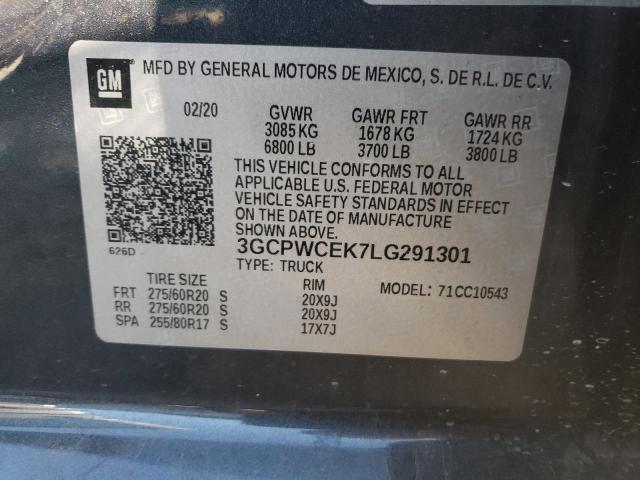 GM
MFD BY GENERAL MOTORS DE MEXICO, S. DE R.L. DE C.V.
02/20 GVWR GAWR FRT GAWR RR
3085 KG 1678 KG 1724 KG
6800 LB 3700 LB 3800 LB
THIS VEHICLE CONFORMS TO ALL
APPLICABLE U.S. FEDERAL MOTOR
VEHICLE SAFETY STANDARDS IN EFFECT
ON THE DATE OF MANUFACTURE
SHOWN ABOVE.
626D 3GCPWCEK7LG291301
TYPE: TRUCK
TIRE SIZE RIM MODEL: 71CC10543
FRT 275/60R20 S 20X9J
RR 275/60R20 S 20X9J
SPA 255/80R17 S 17X7J